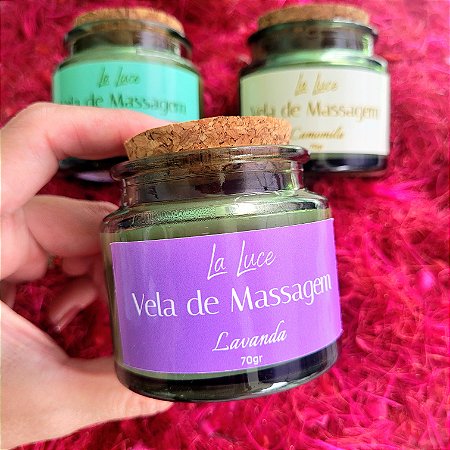 La Luce
Vela de Massagem
La Luce
Vela de Massagem
Camomila
La Luce
Vela de Massagem
Lavanda
70gr